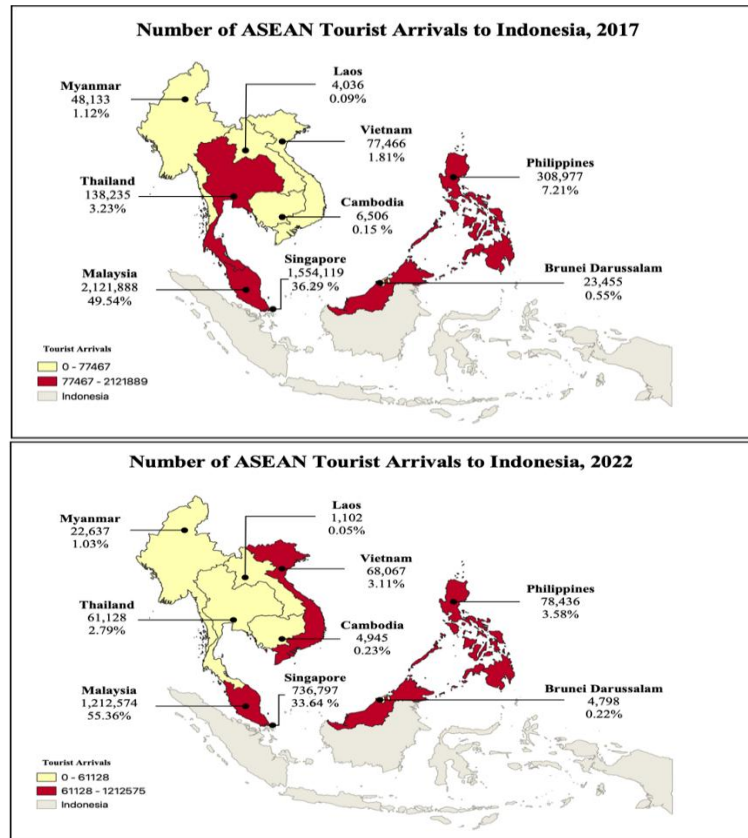 Number of ASEAN Tourist Arrivals to Indonesia, 2017
Laos
4,036
0.09%
Myanmar
48,133
1.12%
Vietnam
77,466
1.81%
Philippines
308,977
7.21%
Thailand
138,235
3.23%
Cambodia
6,506
0.15 %
Singapore
1,554,119
36.29 %
Malaysia
2,121,888
49.54%
Brunei Darussalam
23,455
0.55%
Tourist Arrivals
0 - 77467
77467 - 2121889
Indonesia
Number of ASEAN Tourist Arrivals to Indonesia, 2022
Laos
1,102
0.05%
Myanmar
22,637
1.03%
Vietnam
68,067
3.11%
Philippines
78,436
3.58%
Thailand
61,128
2.79%
Cambodia
4,945
0.23%
Singapore
736,797
33.64 %
Malaysia
1,212,574
55.36%
Brunei Darussalam
4,798
0.22%
Tourist Arrivals
0 - 61128
61128 - 1212575
Indonesia